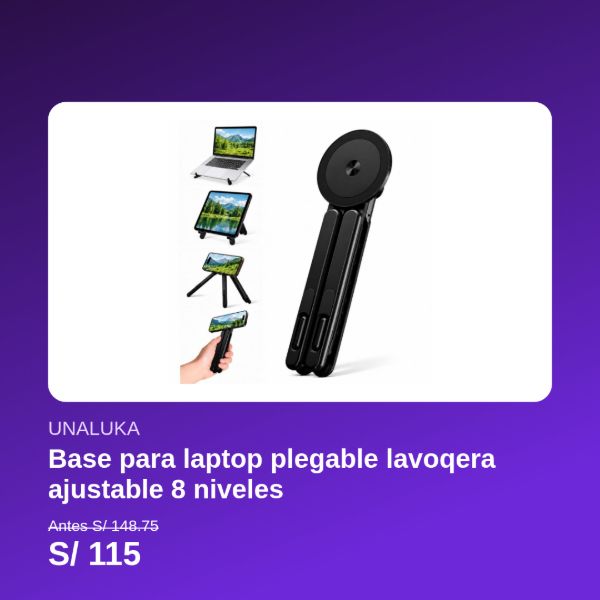 UNALUKA
Base para laptop plegable lavoqera
ajustable 8 niveles
Antes S/ 148.75
S/ 115